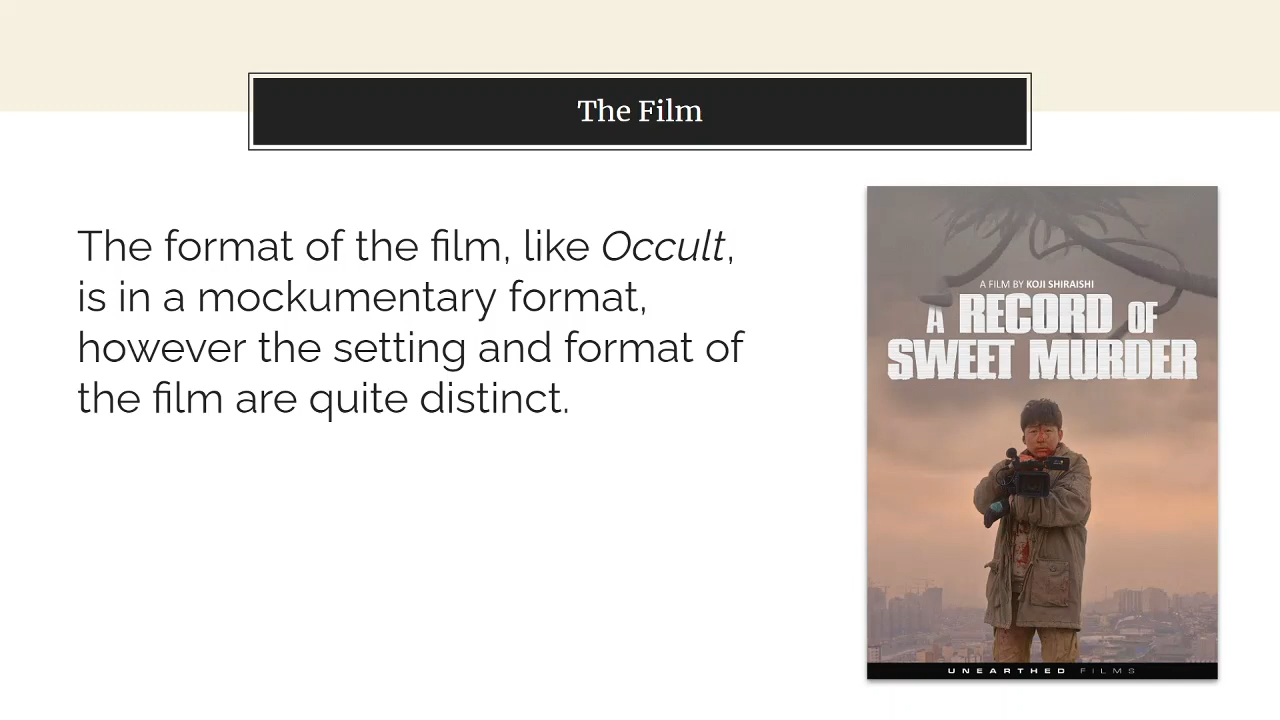 The Film
The format of the film, like Occult,
is in a mockumentary format,
however the setting and format of
the film are quite distinct.
A FILM BY KOJI SHIRAISHI
A RECORD OF
SWEET MURDER
UNEARTHED FILMS